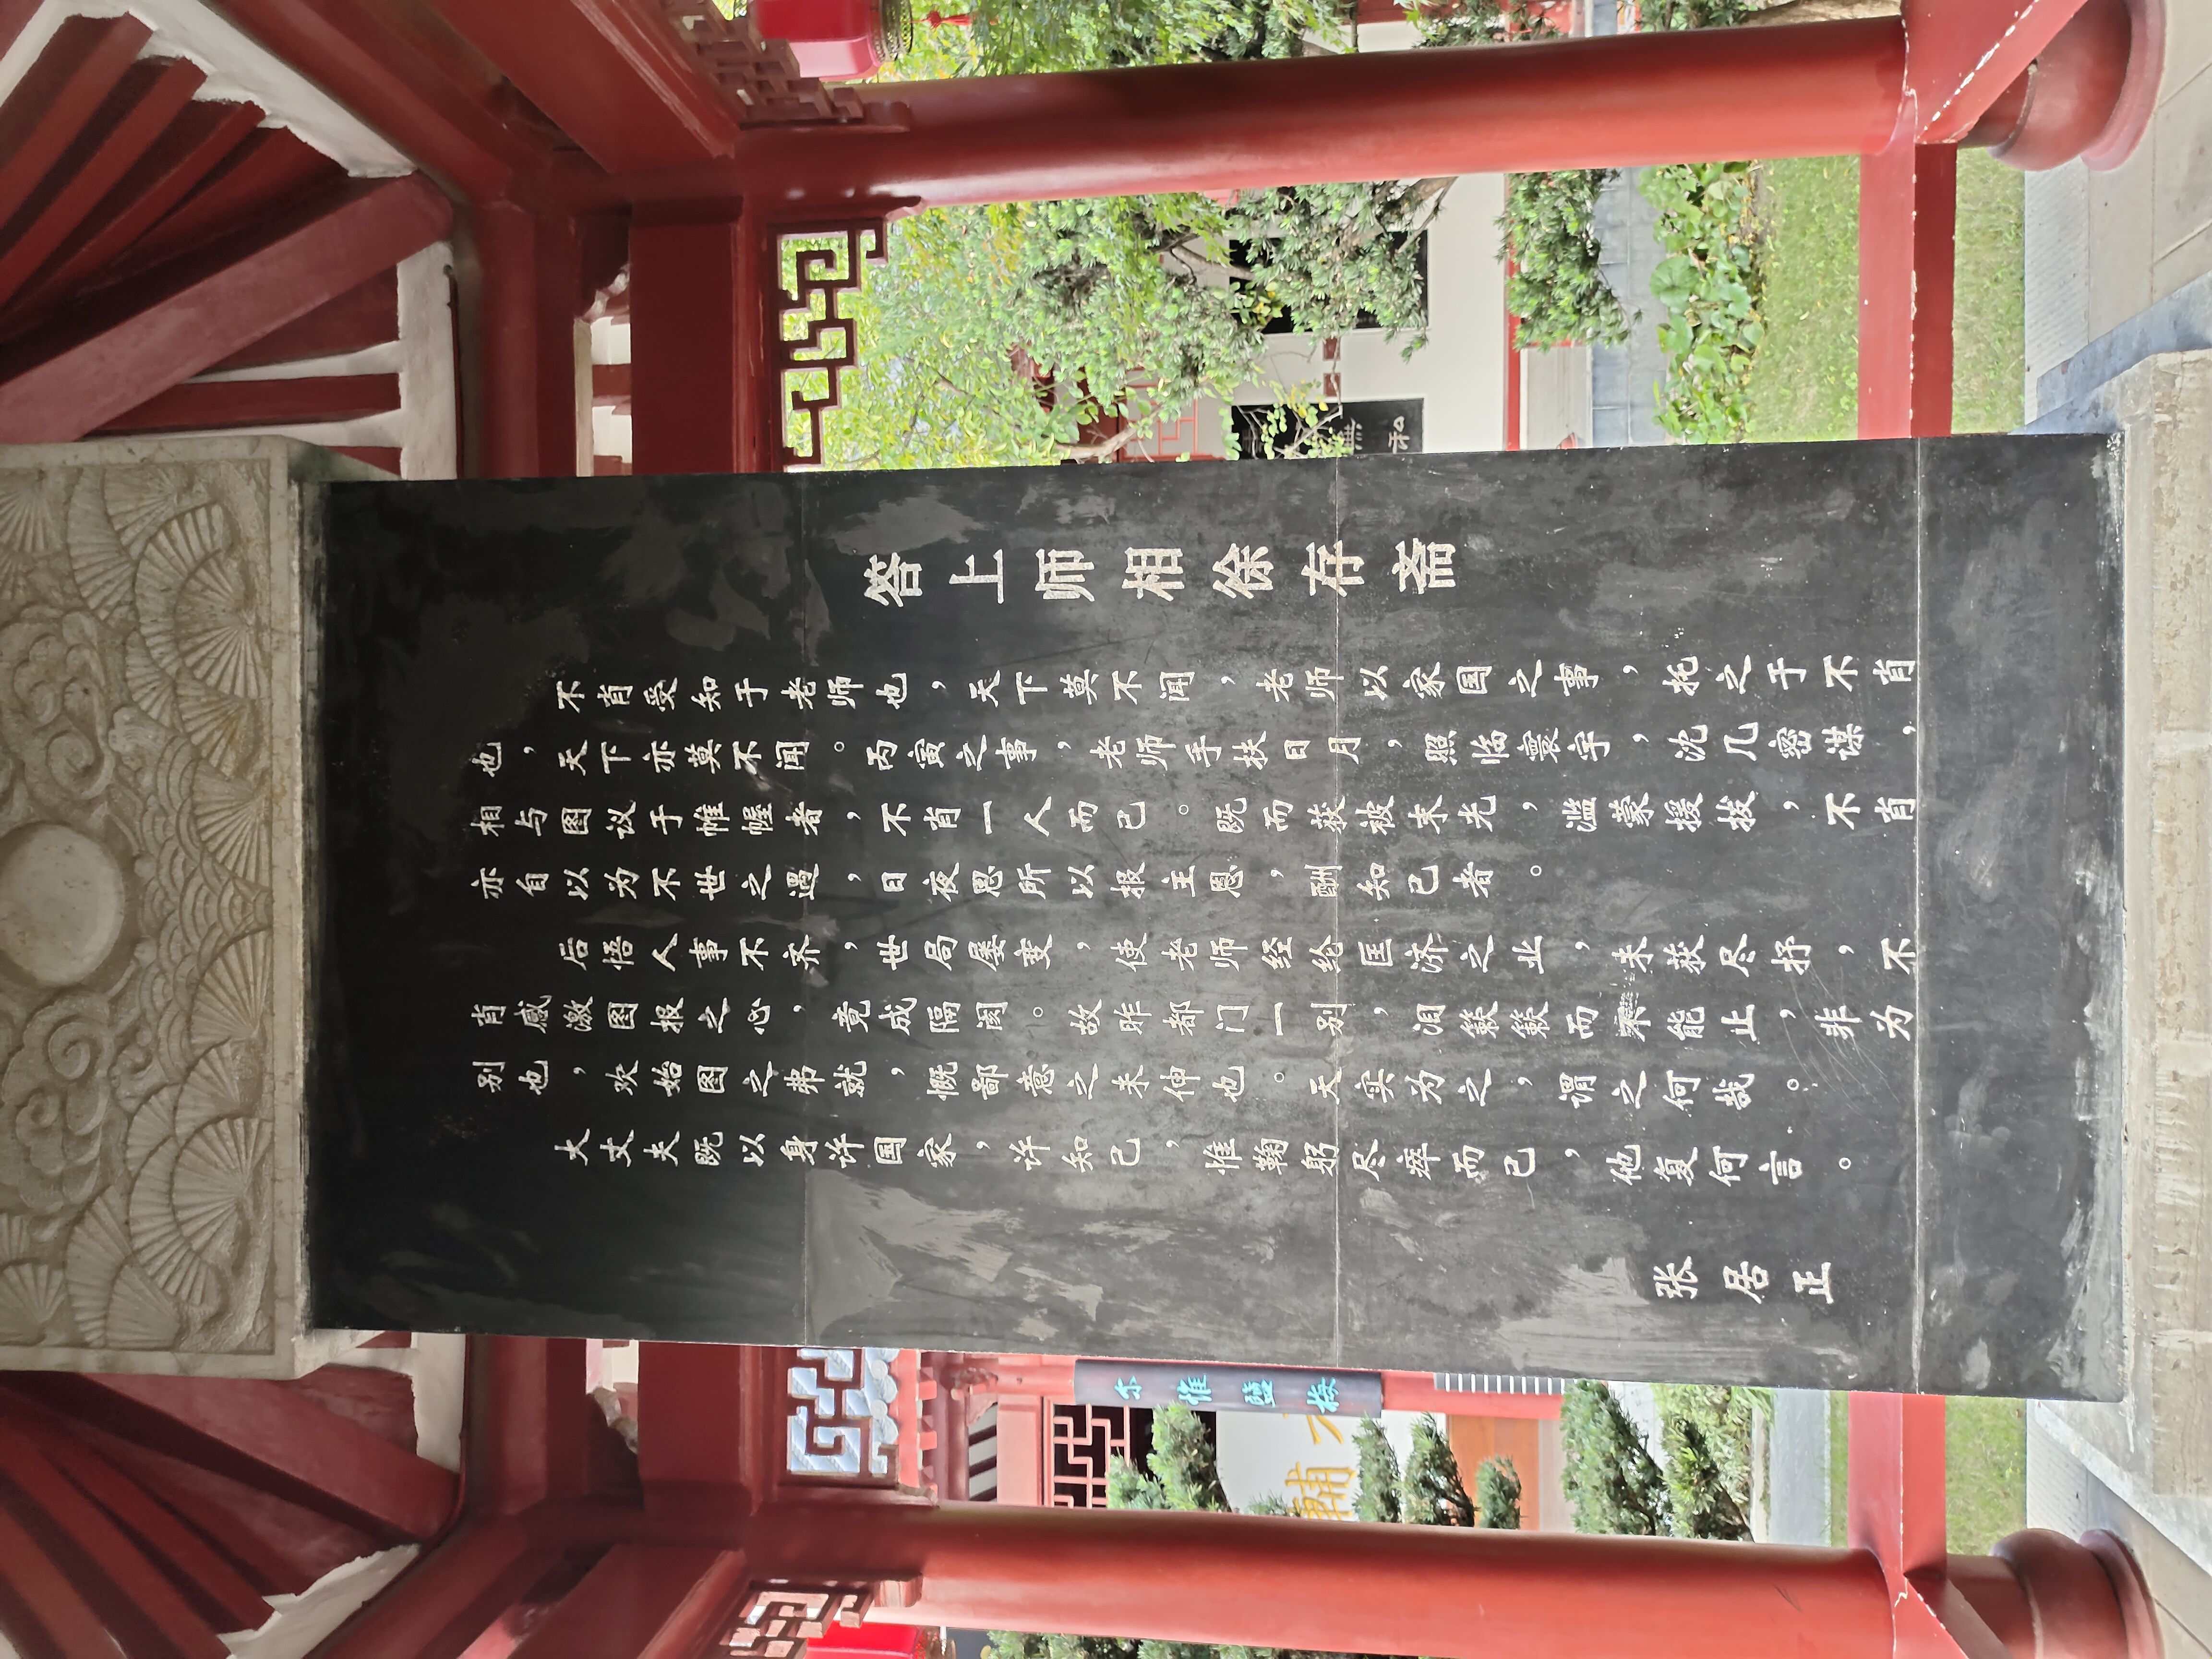 答上师相徐存斋
不肖受知于老师也，天下莫不闻，老师以家国之事，托之于不肖
也，天下亦莫不闻。丙寅之事，老师手扶日月，照临寰宇，沈几密谋，
相与图议于帷幄者，不肖一人而已。既而获被末光，滥蒙援拔，不肖
亦自以为不世之遇，日夜思所以报主恩，酬知己者。
后悟人事不齐，世局屡变，使老师经纶匡济之业，未获尽抒，不
肖感激图报之心，竟成隔阂。故昨都门一别，泪簌簌而不能止，非为
别也，叹始图之弗就，慨鄙意之未伸也。天实为之，谓之何哉。
大丈夫既以身许国家，许知己，惟鞠躬尽瘁而已，他复何言。
张居正
尔惟盐梅
辅
和